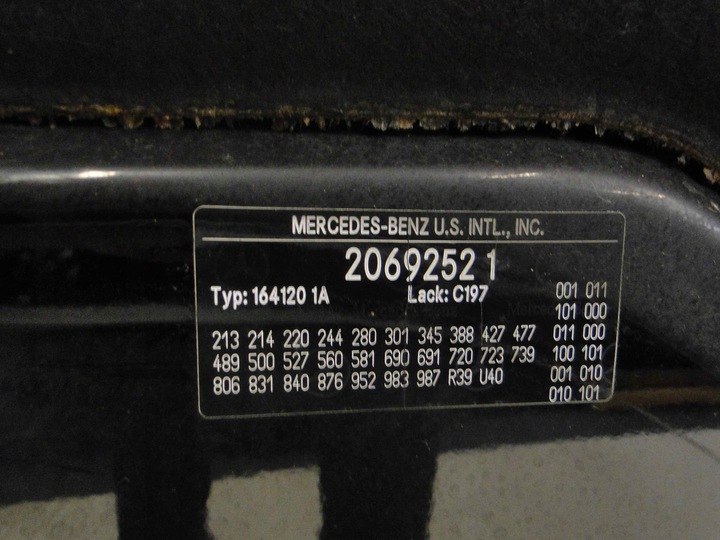 MERCEDES-BENZ U.S. INTL., INC.
2069252 1
Typ: 164120 1A Lack: C197
001 011
101 000
213 214 220 244 280 301 345 388 427 477 011 000
489 500 527 560 581 690 691 720 723 739 100 101
806 831 840 876 952 983 987 R39 U40 001 010
010 101